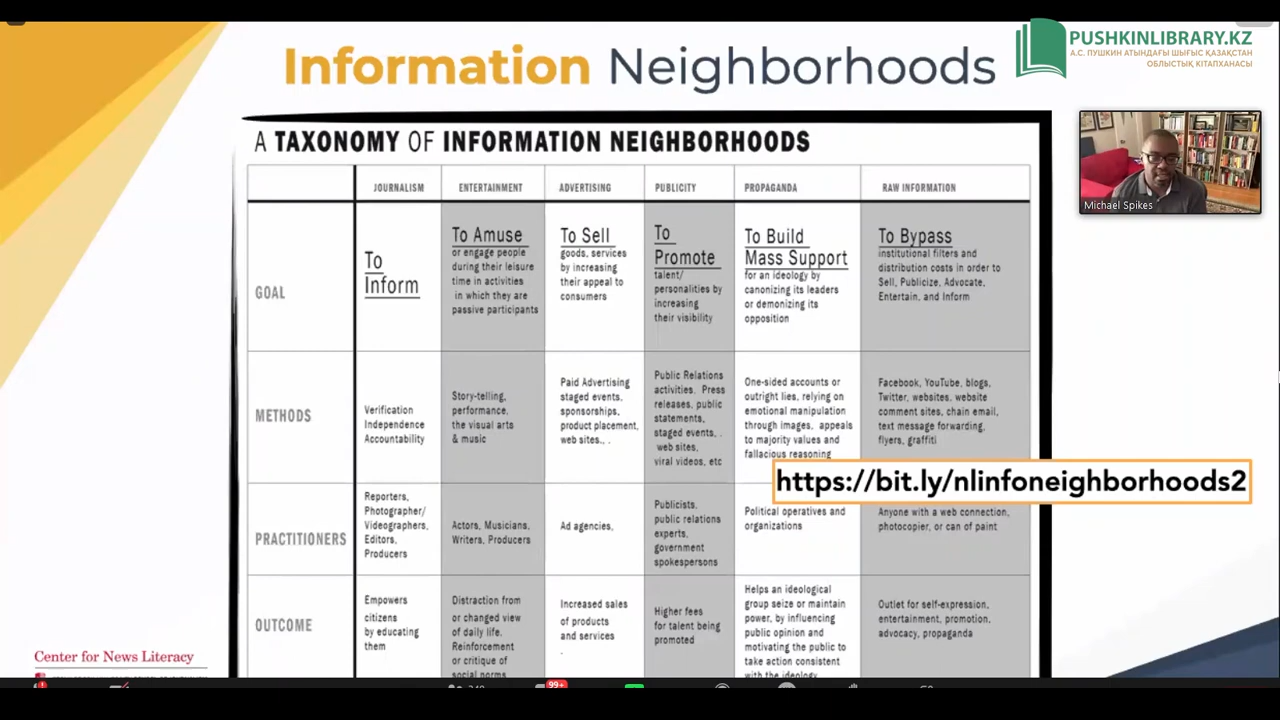 Information Neighborhoods
PUSHKINLIBRARY.KZ
А.С. ПУШКИН АТЫНДАҒЫ ШЫҒЫС ҚАЗАҚСТАН
ОБЛЫСТЫҚ КІТАПХАНАСЫ
Michael Spikes
A TAXONOMY OF INFORMATION NEIGHBORHOODS
JOURNALISM
ENTERTAINMENT
ADVERTISING
PUBLICITY
PROPAGANDA
RAW INFORMATION
GOAL
To
Inform
To Amuse
or engage people
during their leisure
time in activities
in which they are
passive participants
To Sell
goods, services
by increasing
their appeal to
consumers
To
Promote
talent/
personalities by
increasing
their visibility
To Build
Mass Support
for an ideology by
canonizing its leaders
or demonizing its
opposition
To Bypass
institutional filters and
distribution costs in order to
Sell, Publicize, Advocate,
Entertain, and Inform
METHODS
Verification
Independence
Accountability
Story-telling,
performance,
the visual arts
& music
Paid Advertising
staged events,
sponsorships,
product placement,
web sites., .
Public Relations
activities. Press
releases, public
statements,
staged events, .
web sites,
viral videos, etc
One-sided accounts or
outright lies, relying on
emotional manipulation
through images. appeals
to majority values and
fallacious reasoning
Facebook, YouTube, blogs,
Twitter, websites, website
comment sites, chain email,
text message forwarding,
flyers, graffiti
https://bit.ly/nlinfoneighborhoods2
PRACTITIONERS
Reporters,
Photographer/
Videographers,
Editors,
Producers
Actors, Musicians,
Writers, Producers
Ad agencies,
Publicists,
public relations
experts,
government
spokespersons
Political operatives and
organizations
Anyone with a web connection,
photocopier, or can of paint
OUTCOME
Empowers
citizens
by educating
them
Distraction from
or changed view
of daily life.
Reinforcement
or critique of
social norms
Increased sales
of products
and services
.
Higher fees
for talent being
promoted
Helps an ideological
group seize or maintain
power, by influencing
public opinion and
motivating the public to
take action consistent
with the ideology
Outlet for self-expression,
entertainment, promotion,
advocacy, propaganda
Center for News Literacy
99+